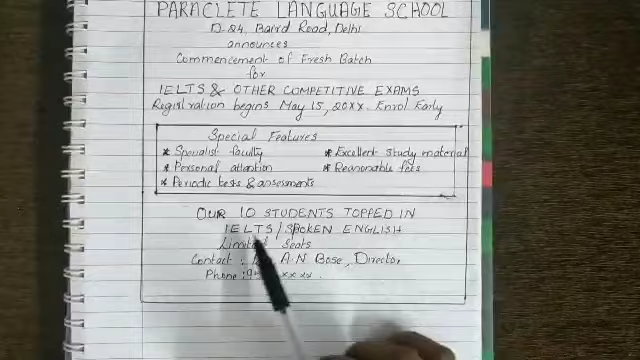 PARACLETE LANGUAGE SCHOOL
D-24, Baird Road, Delhi
announces
Commencement of Fresh Batch
for
IELTS & OTHER COMPETITIVE EXAMS
Registration begins May 15, 20xx. Enrol Early
Special Features
* Specialist faculty * Excellent study material
* Personal attention * Reasonable fees
* Periodic tests & assessments
OUR 10 STUDENTS TOPPED IN
IELTS / SPOKEN ENGLISH
Limited Seats
Contact : A.N Bose, Director
Phone :